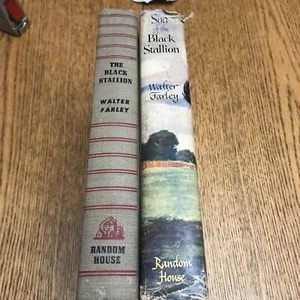 THE
BLACK
STALLION
WALTER
FARLEY
RANDOM
HOUSE
Son
of the
Black
Stallion
Walter
Farley
Random
House